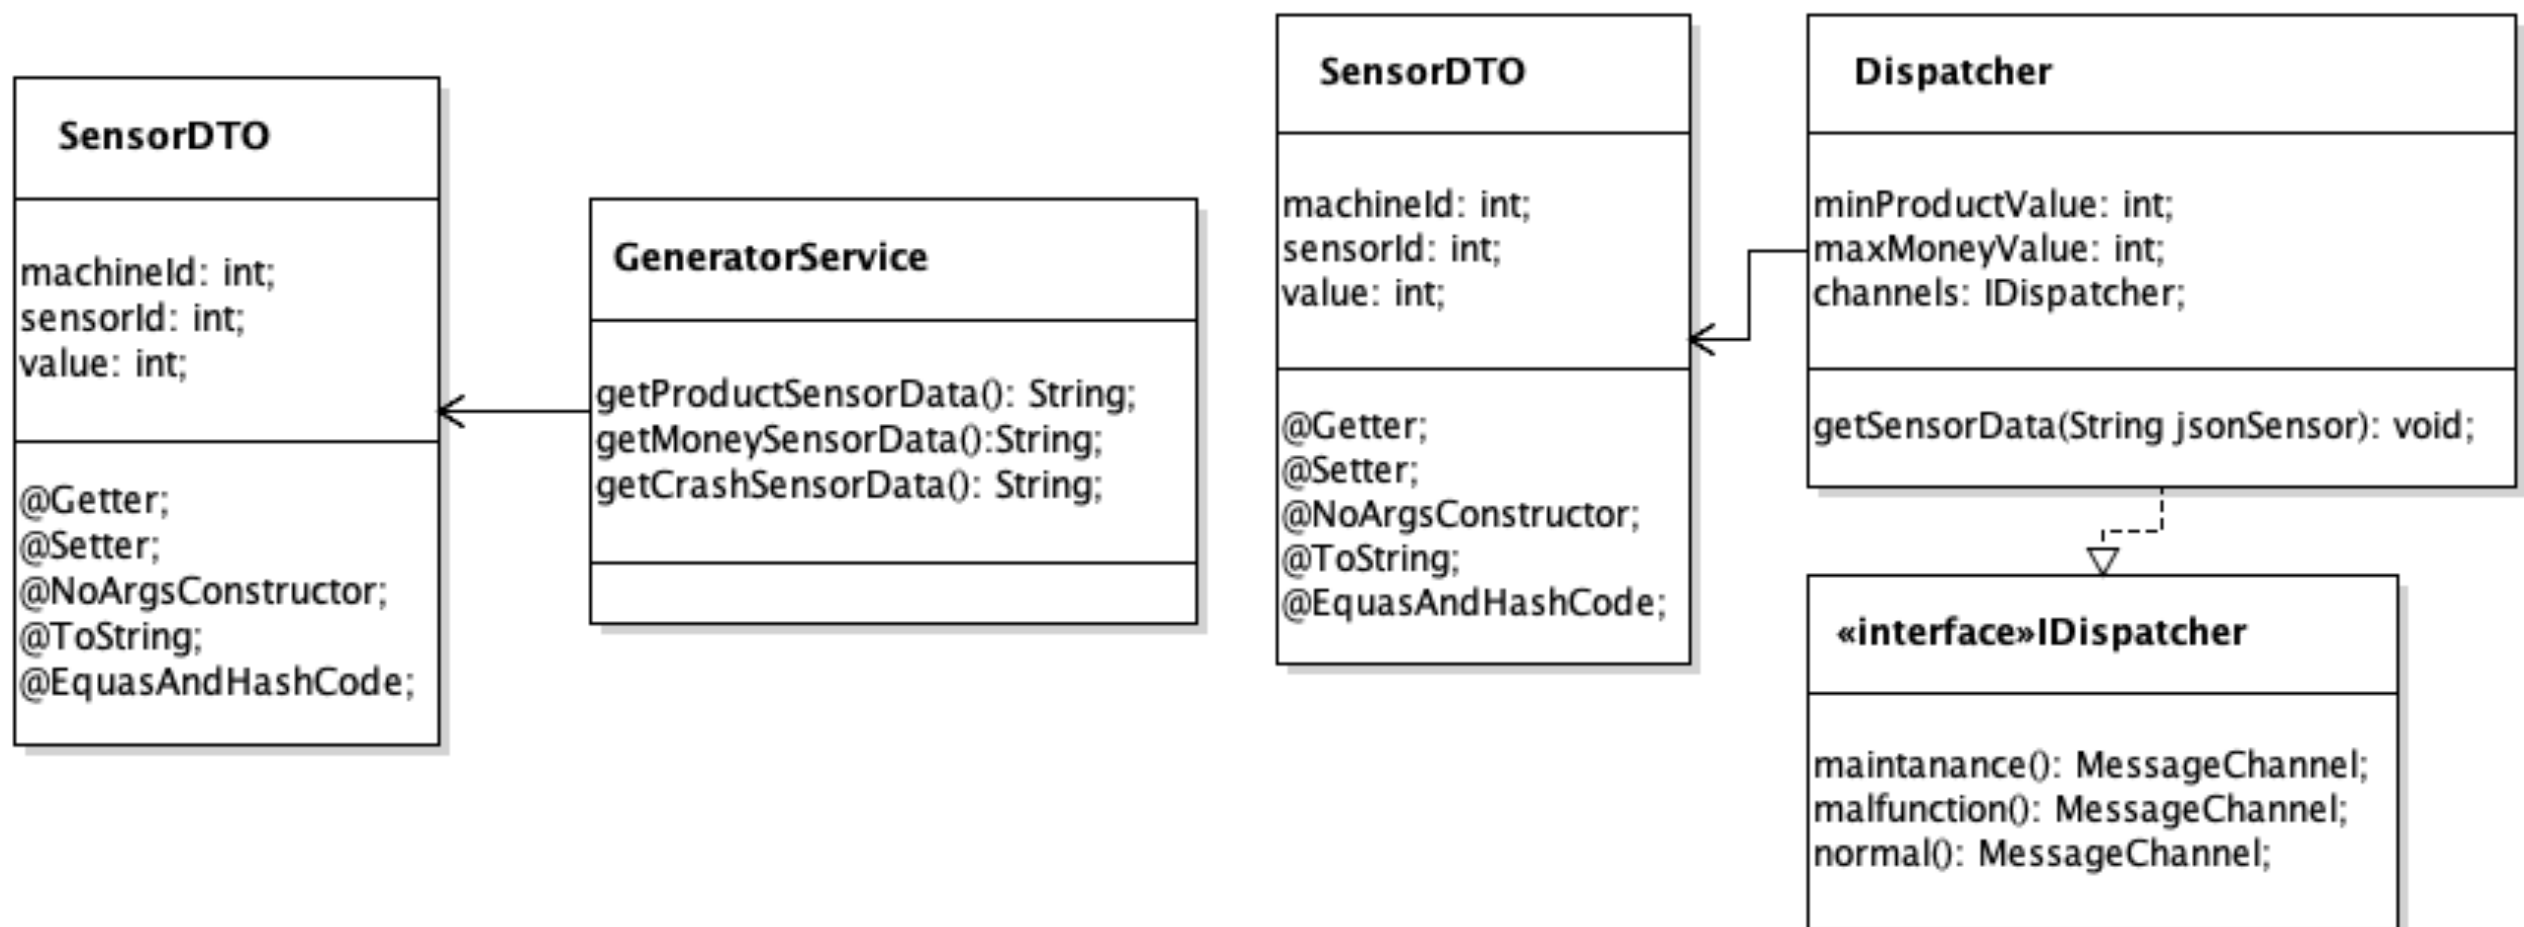 SensorDTO
machineId: int;
sensorId: int;
value: int;
@Getter;
@Setter;
@NoArgsConstructor;
@ToString;
@EquasAndHashCode;
GeneratorService
getProductSensorData(): String;
getMoneySensorData():String;
getCrashSensorData(): String;
SensorDTO
machineId: int;
sensorId: int;
value: int;
@Getter;
@Setter;
@NoArgsConstructor;
@ToString;
@EquasAndHashCode;
Dispatcher
minProductValue: int;
maxMoneyValue: int;
channels: IDispatcher;
getSensorData(String jsonSensor): void;
«interface»IDispatcher
maintanance(): MessageChannel;
malfunction(): MessageChannel;
normal(): MessageChannel;